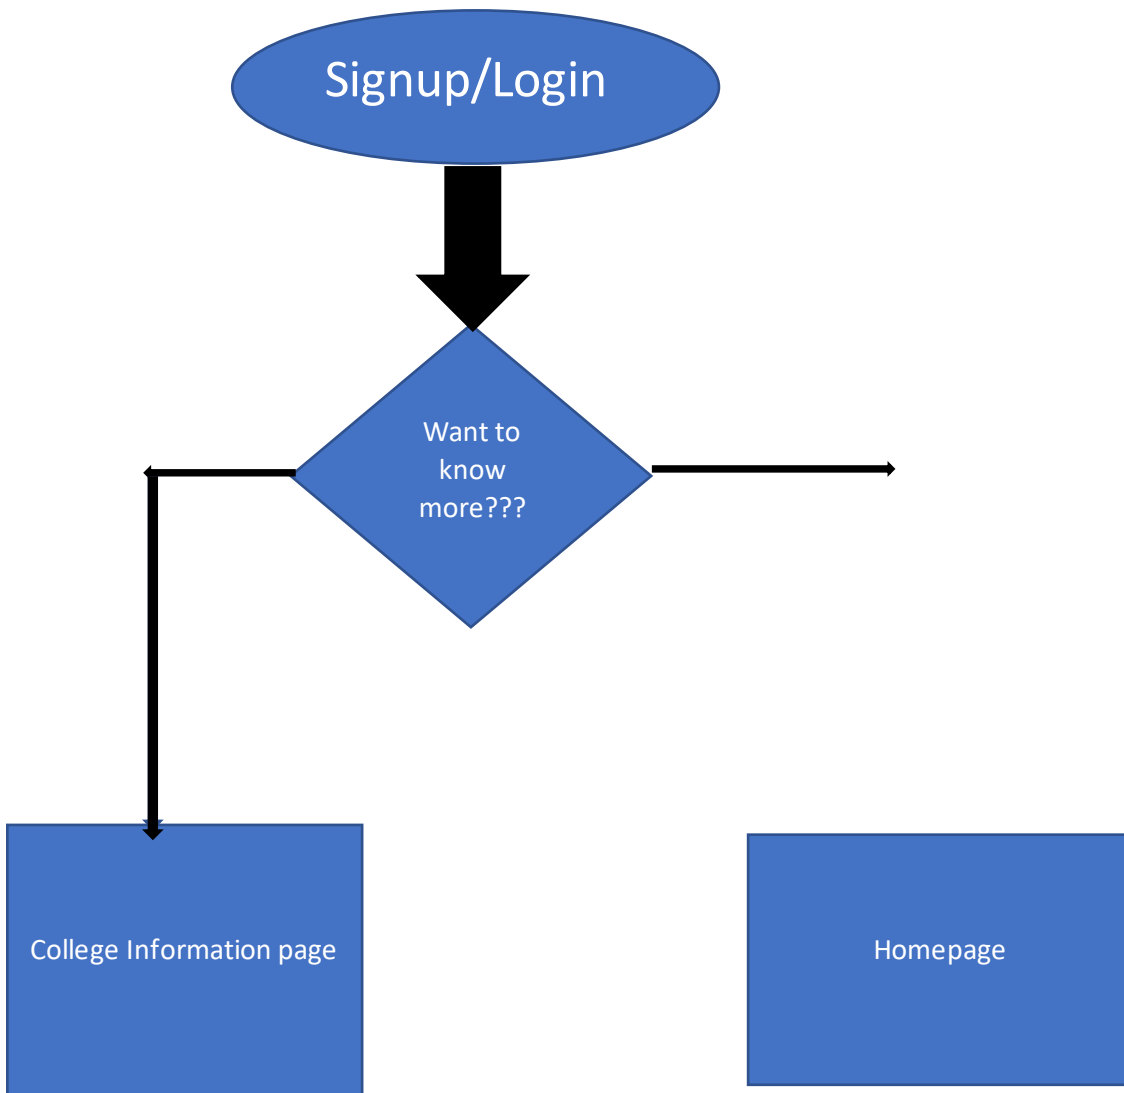 Signup/Login
Want to
know
more???
College Information page
Homepage